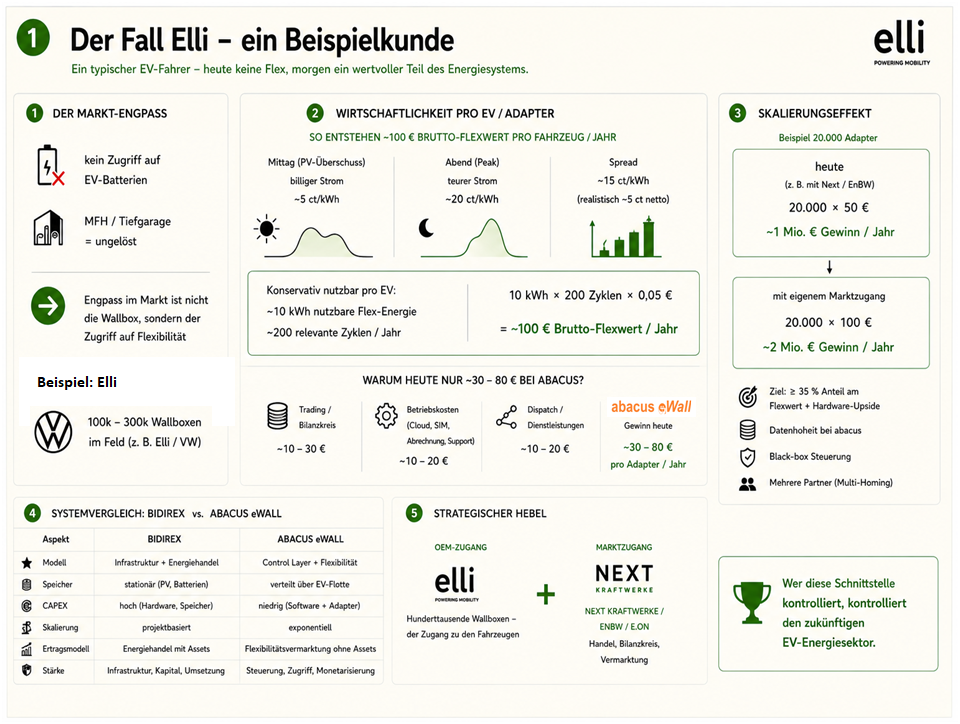 1
Der Fall Elli – ein Beispielkunde
Ein typischer EV-Fahrer – heute keine Flex, morgen ein wertvoller Teil des Energiesystems.
elli
POWERING MOBILITY
1 DER MARKT-ENGPASS
kein Zugriff auf
EV-Batterien
MFH / Tiefgarage
= ungelöst
Engpass im Markt ist nicht
die Wallbox, sondern der
Zugriff auf Flexibilität
Beispiel: Elli
100k – 300k Wallboxen
im Feld (z. B. Elli / VW)
2 WIRTSCHAFTLICHKEIT PRO EV / ADAPTER
SO ENTSTEHEN ~100 € BRUTTO-FLEXWERT PRO FAHRZEUG / JAHR
Mittag (PV-Überschuss)
billiger Strom
~5 ct/kWh
Abend (Peak)
teurer Strom
~20 ct/kWh
Spread
~15 ct/kWh
(realistisch ~5 ct netto)
Konservativ nutzbar pro EV:
~10 kWh nutzbare Flex-Energie
~200 relevante Zyklen / Jahr
10 kWh × 200 Zyklen × 0,05 €
= ~100 € Brutto-Flexwert / Jahr
WARUM HEUTE NUR ~30 – 80 € BEI ABACUS?
Trading /
Bilanzkreis
~10 – 30 €
Betriebskosten
(Cloud, SIM,
Abrechnung, Support)
~10 – 20 €
Dispatch /
Dienstleistungen
~10 – 20 €
abacus eWall
Gewinn heute
~30 – 80 €
pro Adapter / Jahr
3 SKALIERUNGSEFFEKT
Beispiel 20.000 Adapter
heute
(z. B. mit Next / EnBW)
20.000 × 50 €
~1 Mio. € Gewinn / Jahr
mit eigenem Marktzugang
20.000 × 100 €
~2 Mio. € Gewinn / Jahr
Ziel: ≥ 35 % Anteil am
Flexwert + Hardware-Upside
Datenhoheit bei abacus
Black-box Steuerung
Mehrere Partner (Multi-Homing)
4 SYSTEMVERGLEICH: BIDIREX vs. ABACUS eWALL
Aspekt BIDIREX ABACUS eWALL
Modell Infrastruktur + Energiehandel Control Layer + Flexibilität
Speicher stationär (PV, Batterien) verteilt über EV-Flotte
CAPEX hoch (Hardware, Speicher) niedrig (Software + Adapter)
Skalierung projektbasiert exponentiell
Ertragsmodell Energiehandel mit Assets Flexibilitätsvermarktung ohne Assets
Stärke Infrastruktur, Kapital, Umsetzung Steuerung, Zugriff, Monetarisierung
5 STRATEGISCHER HEBEL
OEM-ZUGANG
elli
POWERING MOBILITY
Hunderttausende Wallboxen –
der Zugang zu den Fahrzeugen
+
MARKTZUGANG
NEXT
KRAFTWERKE
NEXT KRAFTWERKE /
ENBW / E.ON
Handel, Bilanzkreis,
Vermarktung
Wer diese Schnittstelle
kontrolliert, kontrolliert
den zukünftigen
EV-Energiesektor.